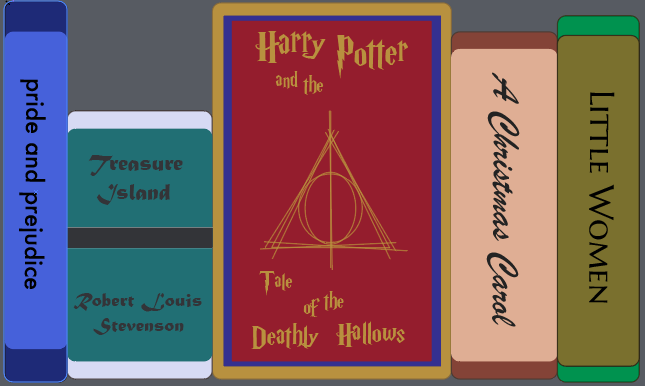 pride and prejudice
Treasure
Island
Robert Louis
Stevenson
Harry Potter
and the
Tale
of the
Deathly Hallows
A Christmas Carol
LITTLE WOMEN